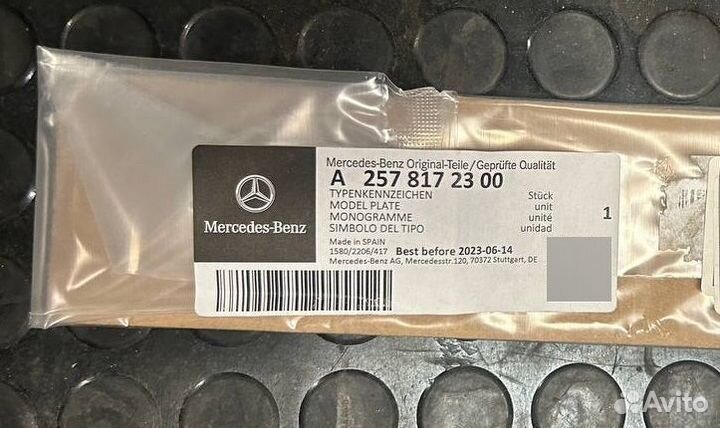 Mercedes-Benz Original-Teile/Geprüfte Qualität
A 257 817 23 00
TYPENKENNZEICHEN Stück
MODEL PLATE unit
MONOGRAMME unité
SIMBOLO DEL TIPO unidad
1
Mercedes-Benz
Made in SPAIN
1580/2206/417 Best before 2023-06-14
Mercedes-Benz AG, Mercedesstr.120, 70372 Stuttgart, DE
Avito